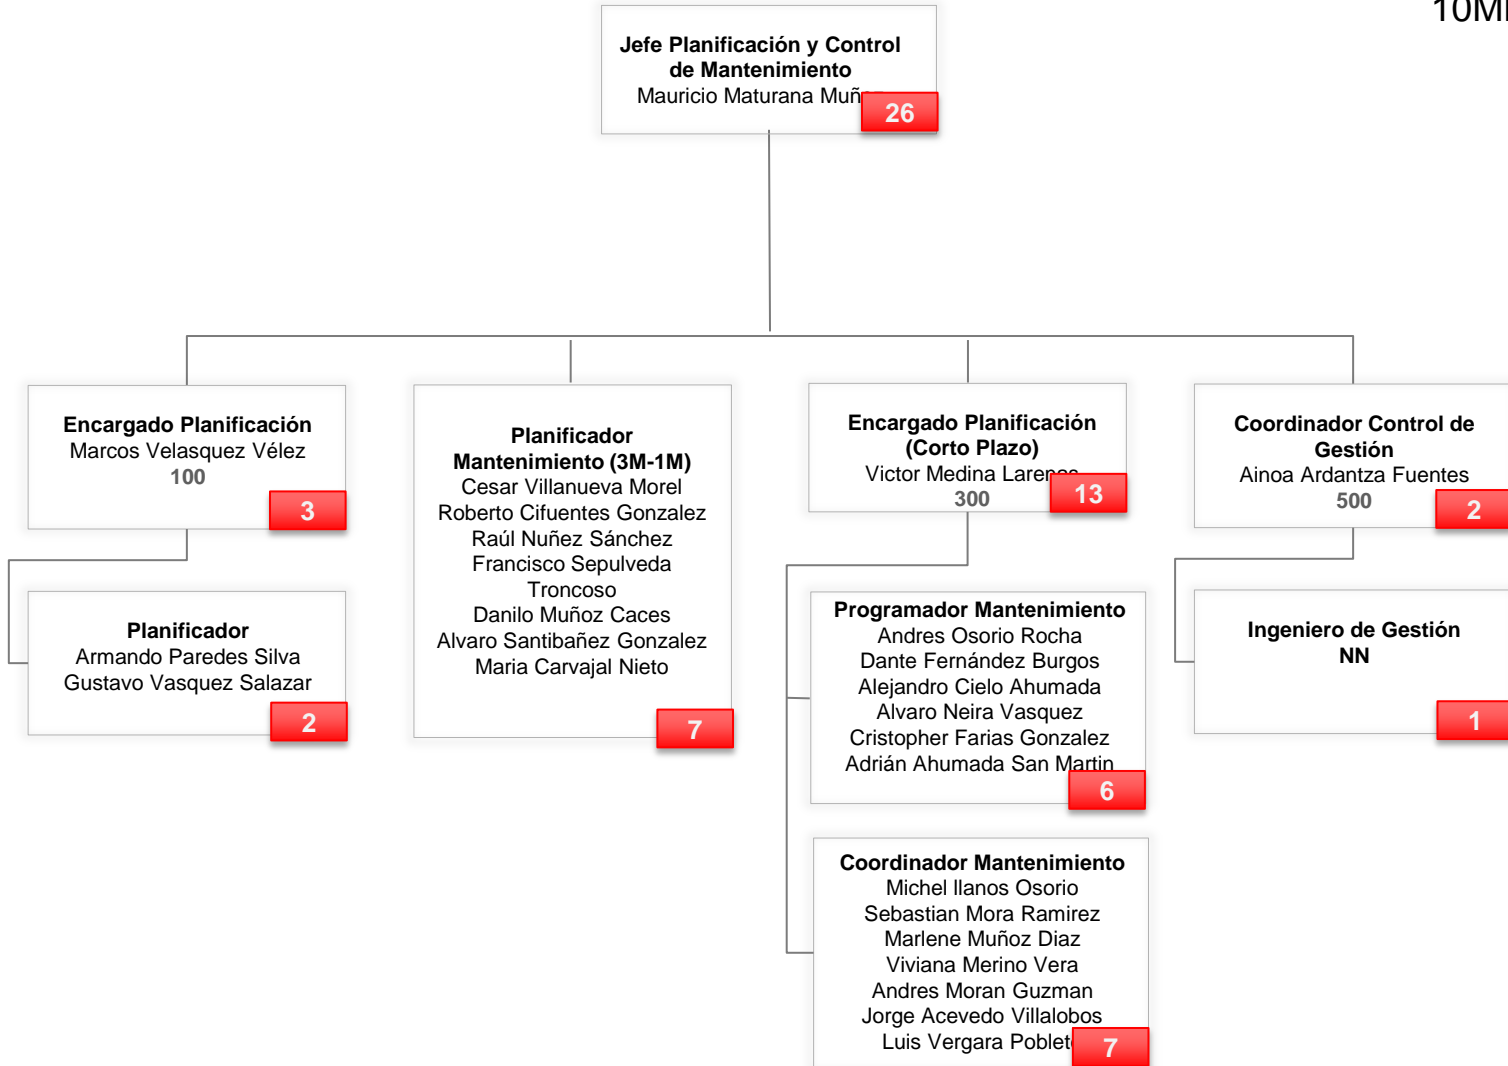 10M
Jefe Planificación y Control
de Mantenimiento
Mauricio Maturana
26
Encargado Planificación
Marcos Velasquez Vélez
100
3
Planificador
Armando Paredes Silva
Gustavo Vasquez Salazar
2
Planificador
Mantenimiento (3M-1M)
Cesar Villanueva Morel
Roberto Cifuentes Gonzalez
Raúl Nuñez Sánchez
Francisco Sepulveda
Troncoso
Danilo Muñoz Caces
Alvaro Santibañez Gonzalez
Maria Carvajal Nieto
7
Encargado Planificación
(Corto Plazo)
Victor Medina Larenas
300
13
Programador Mantenimiento
Andres Osorio Rocha
Dante Fernández Burgos
Alejandro Cielo Ahumada
Alvaro Neira Vasquez
Cristopher Farias Gonzalez
Adrián Ahumada San Martin
6
Coordinador Mantenimiento
Michel llanos Osorio
Sebastian Mora Ramirez
Marlene Muñoz Diaz
Viviana Merino Vera
Andres Moran Guzman
Jorge Acevedo Villalobos
Luis Vergara Poblet
7
Coordinador Control de
Gestión
Ainoa Ardantza Fuentes
500
2
Ingeniero de Gestión
NN
1